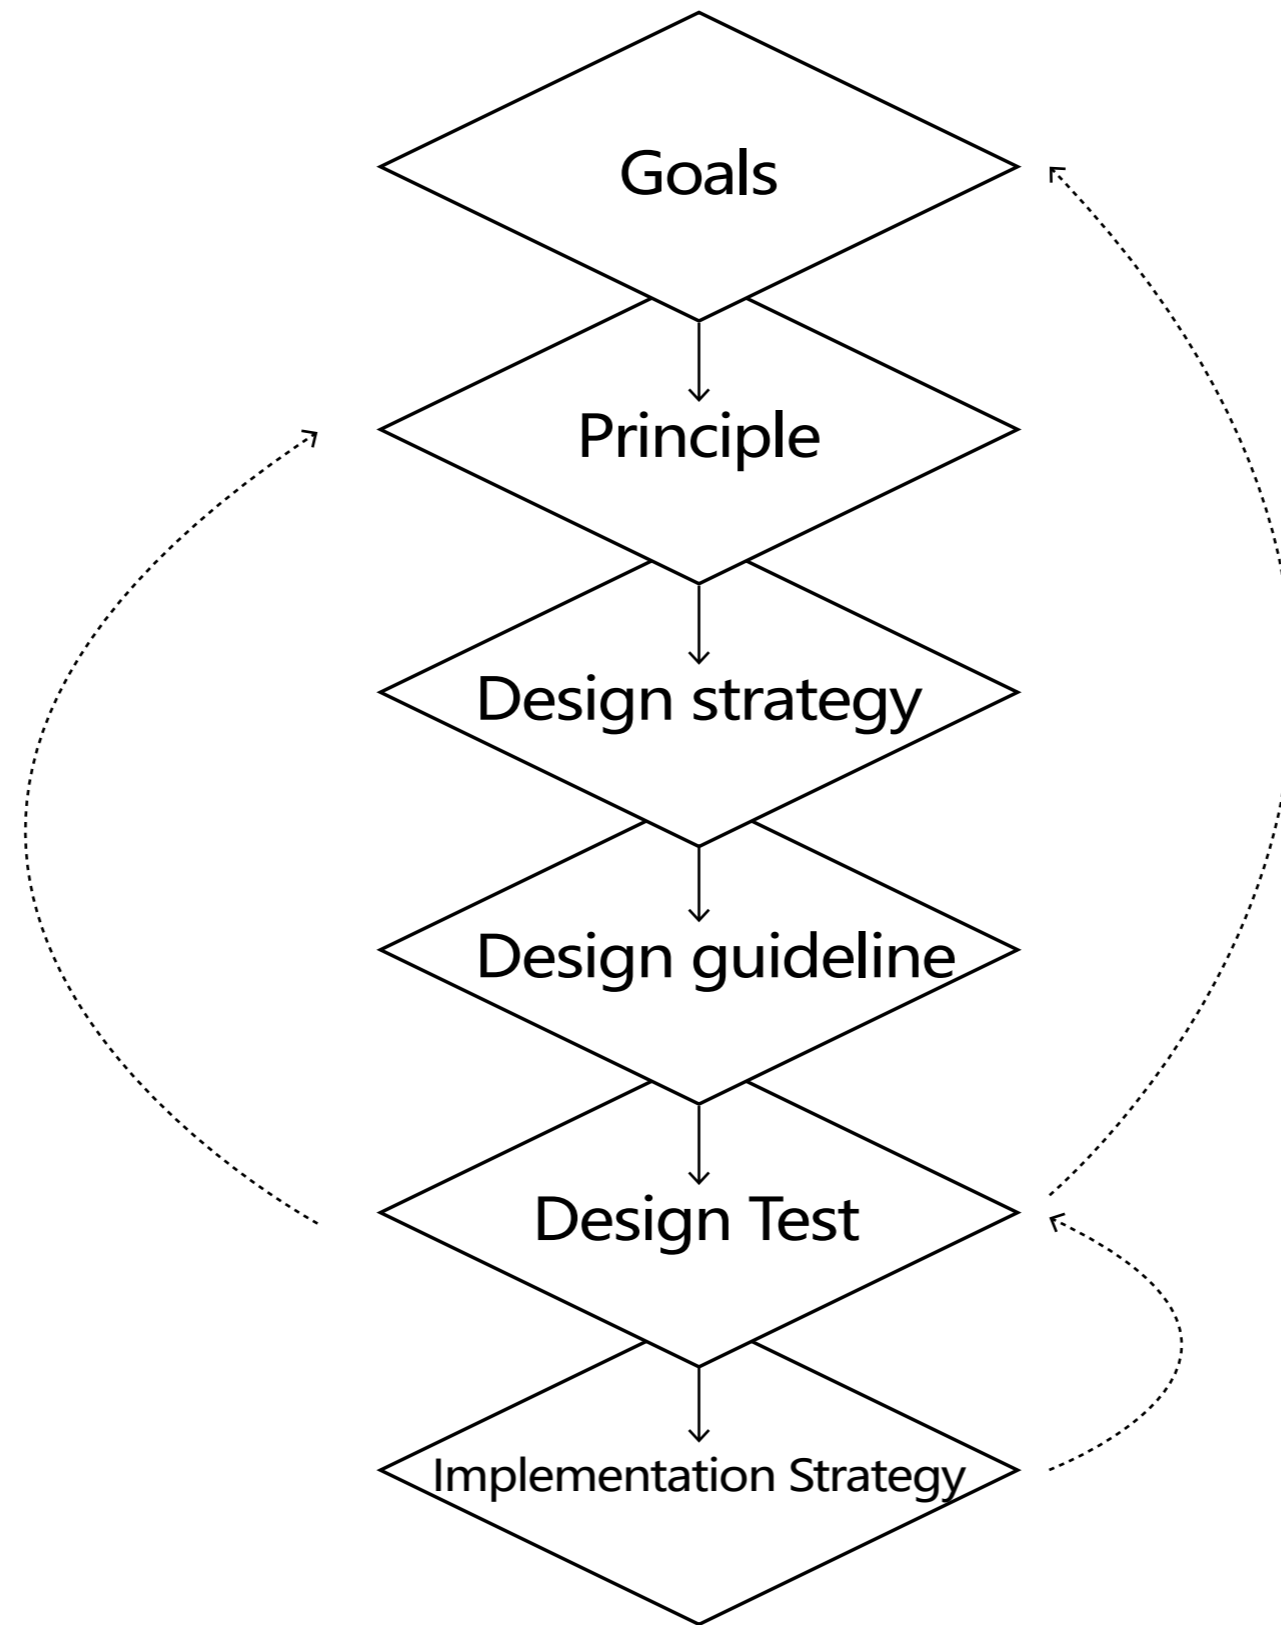 Goals
Principle
Design strategy
Design guideline
Design Test
Implementation Strategy